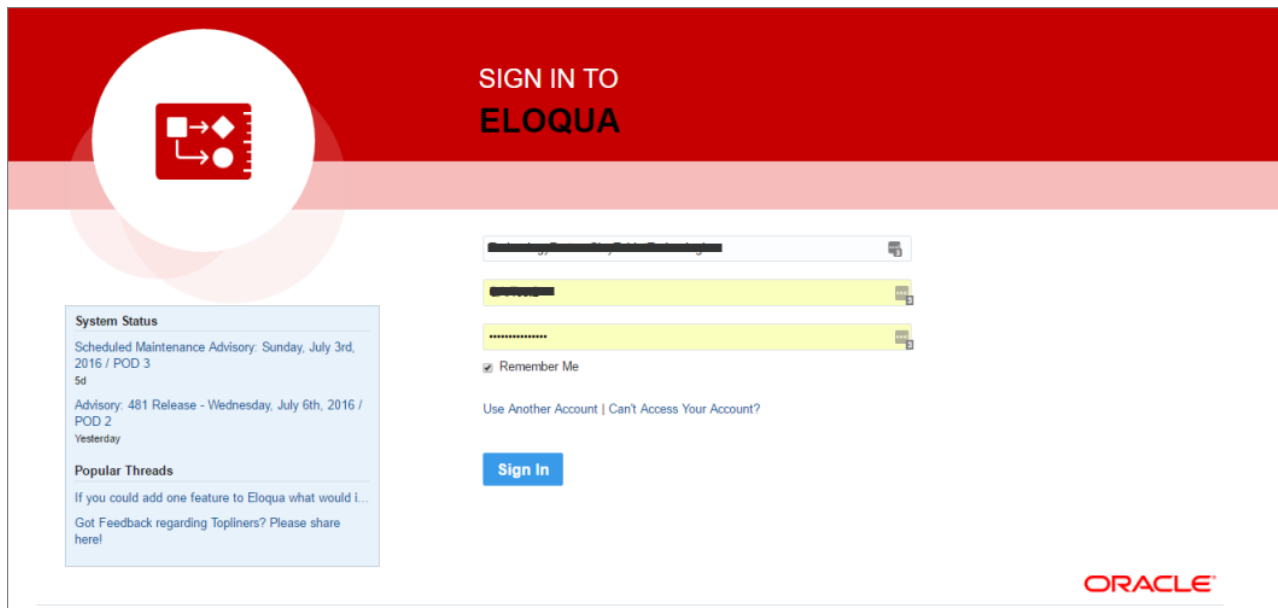 SIGN IN TO
ELOQUA
Remember Me
Use Another Account | Can't Access Your Account?
Sign In
System Status
Scheduled Maintenance Advisory: Sunday, July 3rd,
2016 / POD 3
5d
Advisory: 481 Release - Wednesday, July 6th, 2016 /
POD 2
Yesterday
Popular Threads
If you could add one feature to Eloqua what would i...
Got Feedback regarding Topliners? Please share
here!
ORACLE